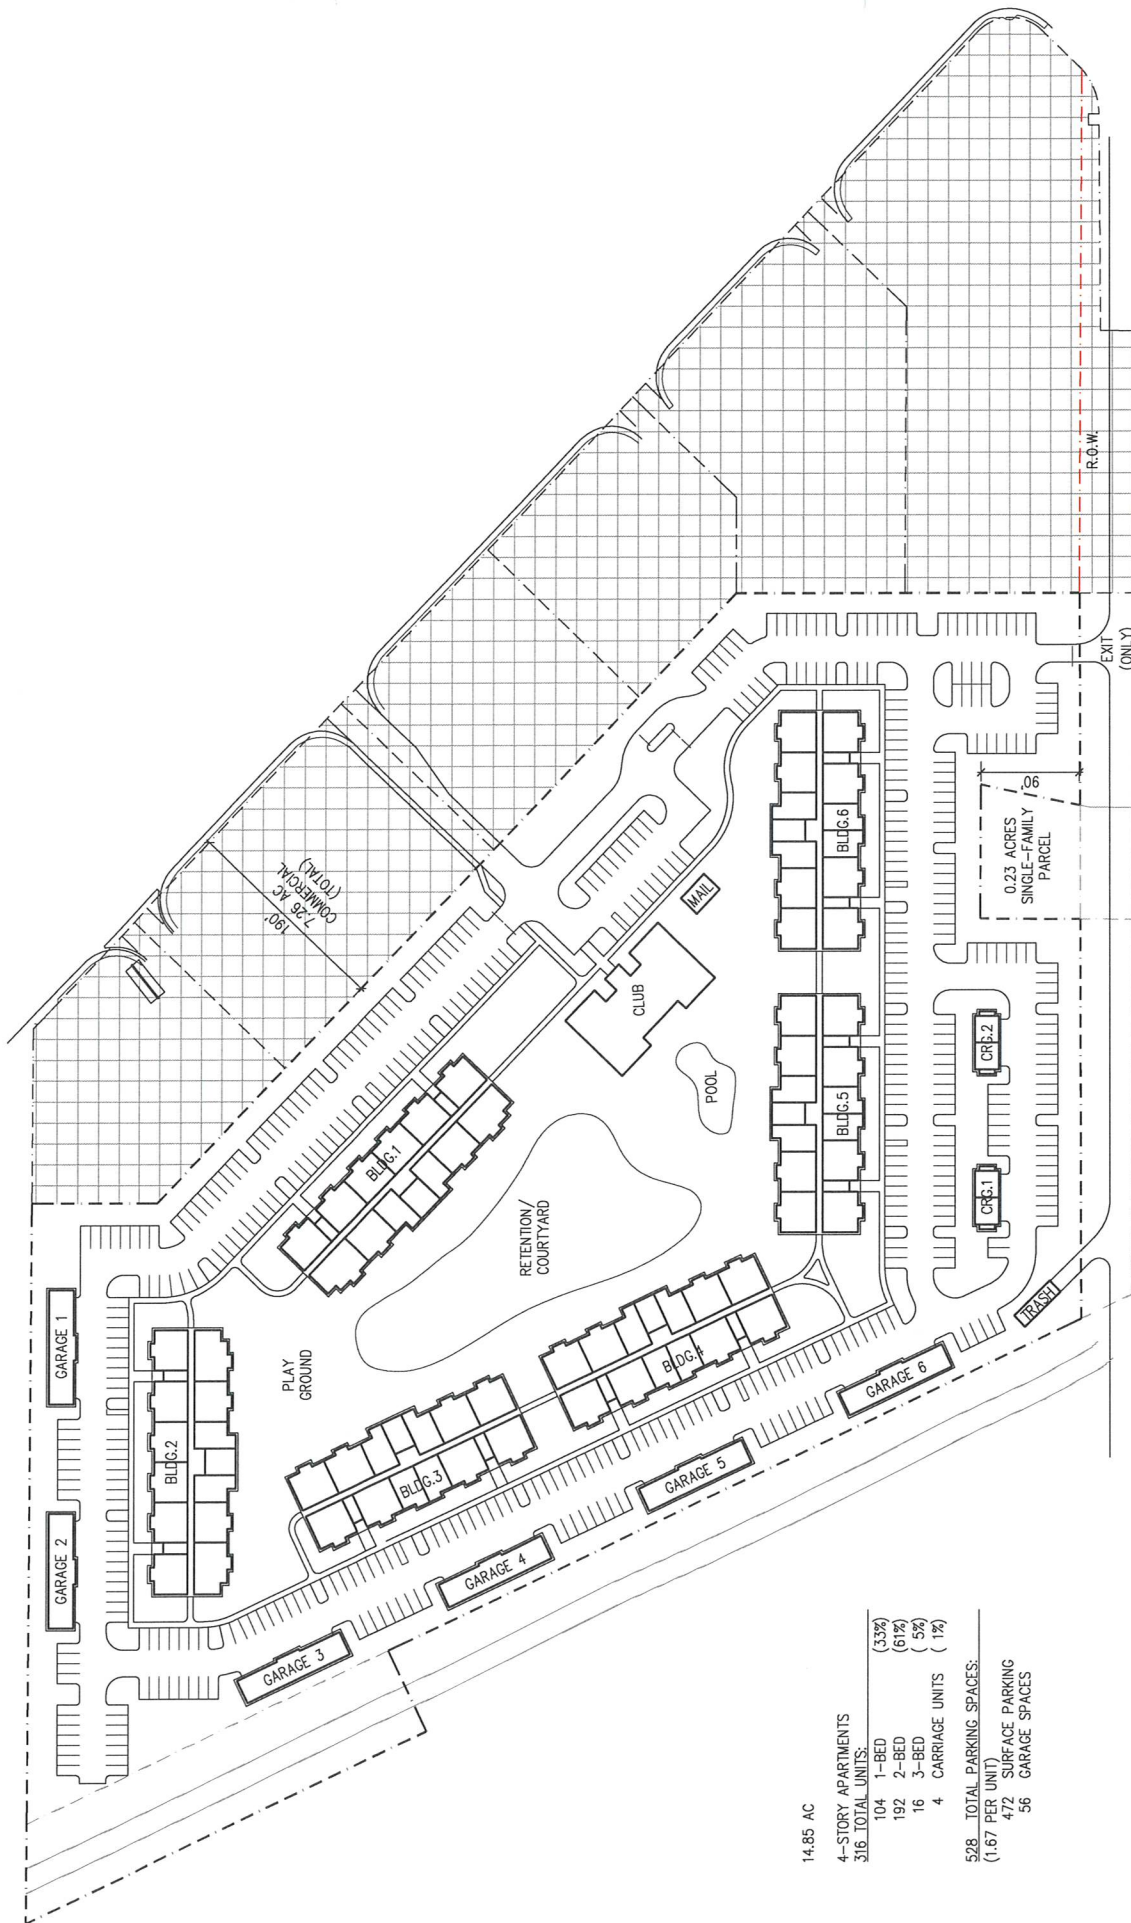 GARAGE 1
GARAGE 2
BLDG.2
PLAY
GROUND
BLDG.1
RETENTION/
COURTYARD
BLDG.3
BLDG.4
GARAGE 3
GARAGE 4
GARAGE 5
GARAGE 6
TRASH
190'
7.26 AC
COMMERCIAL
(TOTAL)
CLUB
MAIL
POOL
BLDG.5
BLDG.6
CRG.1
CRG.2
0.23 ACRES
SINGLE-FAMILY
PARCEL
90'
EXIT
(ONLY)
R.O.W.
14.85 AC
4-STORY APARTMENTS
316 TOTAL UNITS:
104 1-BED (33%)
192 2-BED (61%)
16 3-BED ( 5%)
4 CARRIAGE UNITS ( 1%)
528 TOTAL PARKING SPACES:
(1.67 PER UNIT)
472 SURFACE PARKING
56 GARAGE SPACES